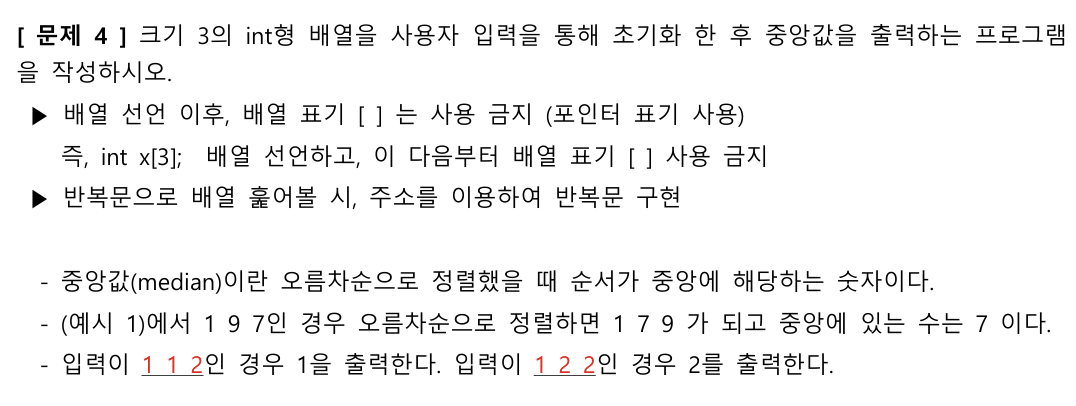 [ 문제 4 ] 크기 3의 int형 배열을 사용자 입력을 통해 초기화 한 후 중앙값을 출력하는 프로그램
을 작성하시오.
▶ 배열 선언 이후, 배열 표기 [ ] 는 사용 금지 (포인터 표기 사용)
즉, int x[3]; 배열 선언하고, 이 다음부터 배열 표기 [ ] 사용 금지
▶ 반복문으로 배열 훑어볼 시, 주소를 이용하여 반복문 구현
- 중앙값(median)이란 오름차순으로 정렬했을 때 순서가 중앙에 해당하는 숫자이다.
- (예시 1)에서 1 9 7인 경우 오름차순으로 정렬하면 1 7 9 가 되고 중앙에 있는 수는 7 이다.
- 입력이 1 1 2인 경우 1을 출력한다. 입력이 1 2 2인 경우 2를 출력한다.